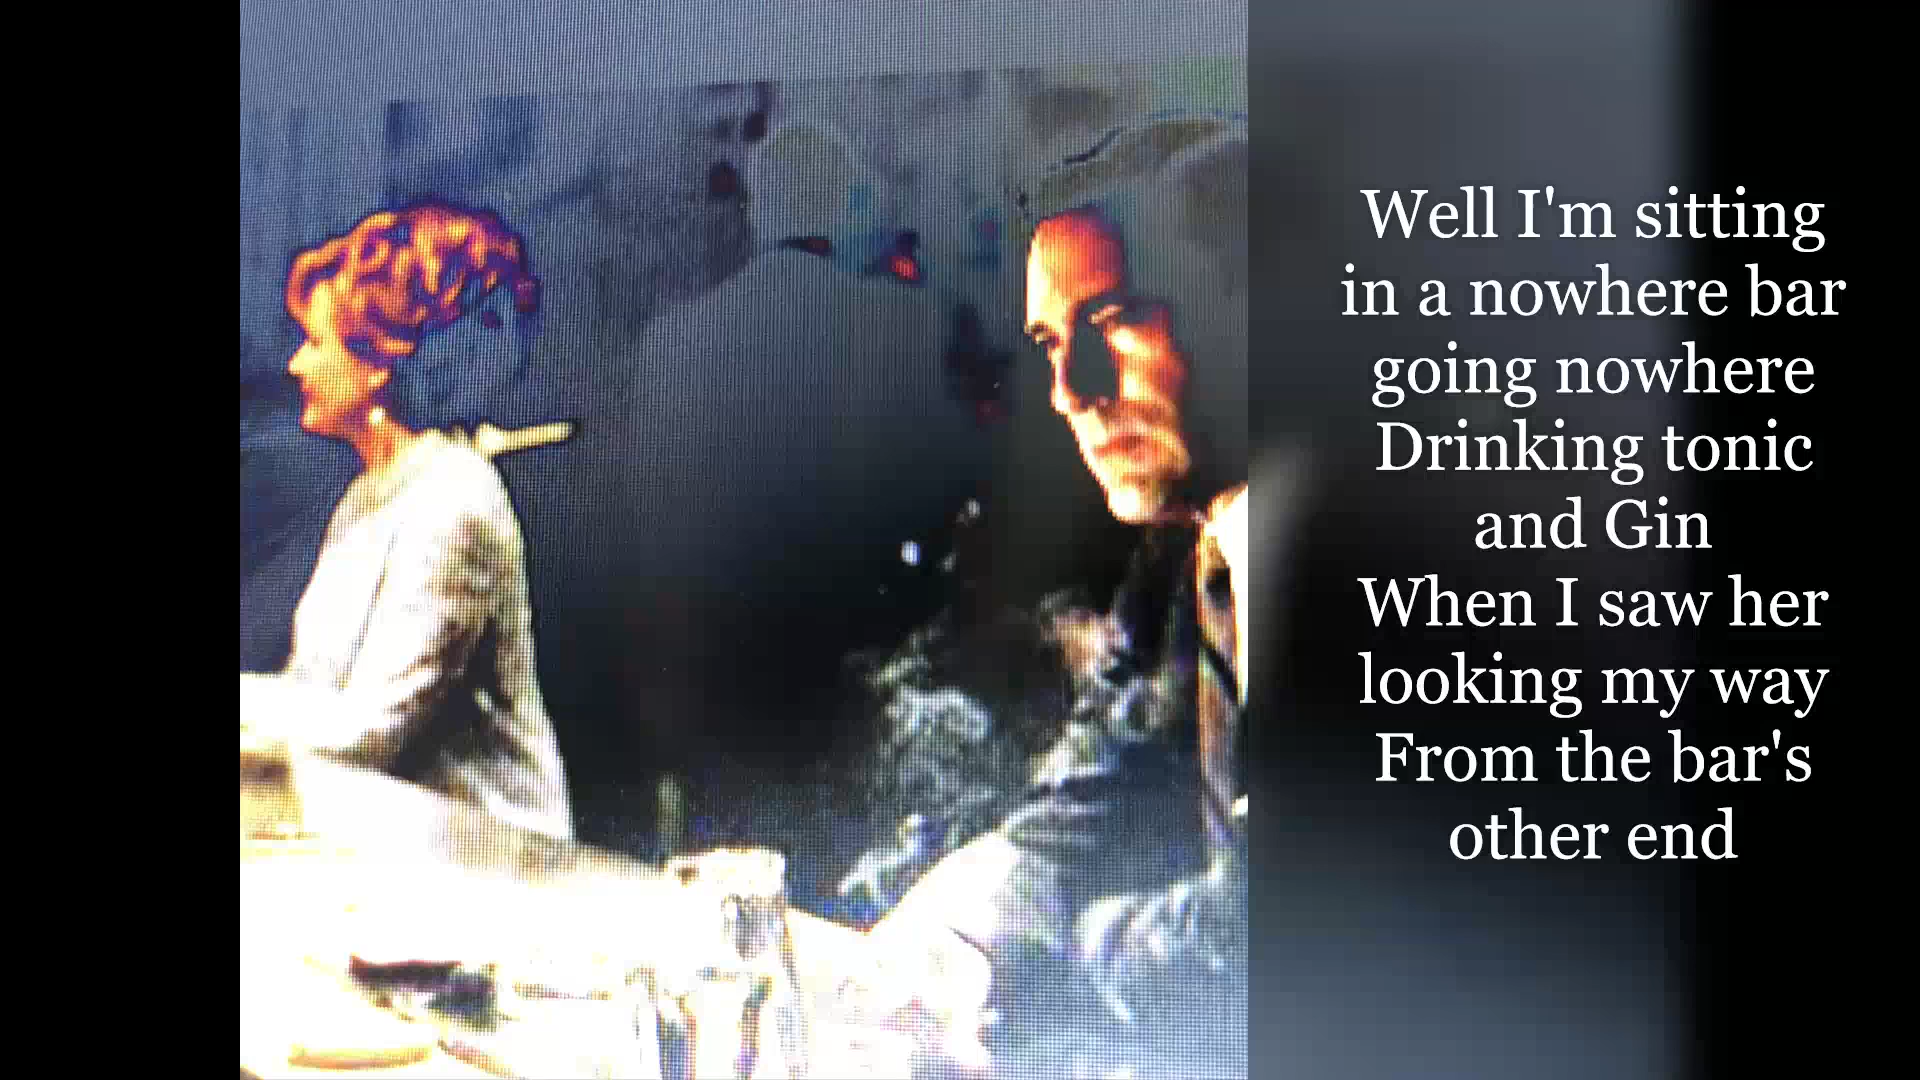 Well I'm sitting
in a nowhere bar
going nowhere
Drinking tonic
and Gin
When I saw her
looking my way
From the bar's
other end